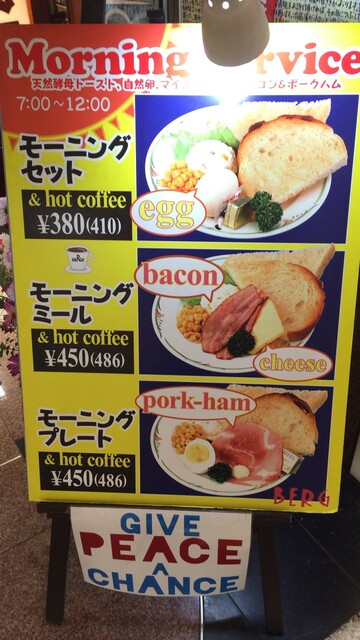 Morning Service
天然酵母トースト、自然卵、マイス コン&ポークハム
7:00~12:00
モーニング
セット
& hot coffee
¥380(410)
egg
モーニング
ミール
& hot coffee
¥450(486)
bacon
cheese
モーニング
プレート
& hot coffee
¥450(486)
pork-ham
BERG
GIVE
PEACE
A
CHANCE